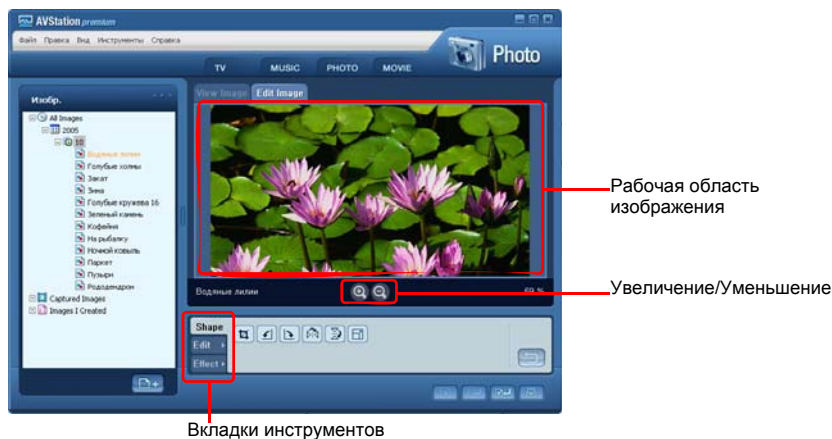 AVStation premium
Файл Правка Вид Инструменты Справка
Photo
TV MUSIC PHOTO MOVIE
Изобр.
View Image Edit Image
All Images
2005
10
Водяные лилии
Голубые холмы
Закат
Зима
Голубые кружева 16
Зеленый камень
Кофейня
На рыбалку
Ночной ковыль
Паркет
Пузыри
Рододендрон
Captured Images
Images I Created
Рабочая область
изображения
Водяные лилии
69 %
Увеличение/Уменьшение
Shape
Edit
Effect
Вкладки инструментов